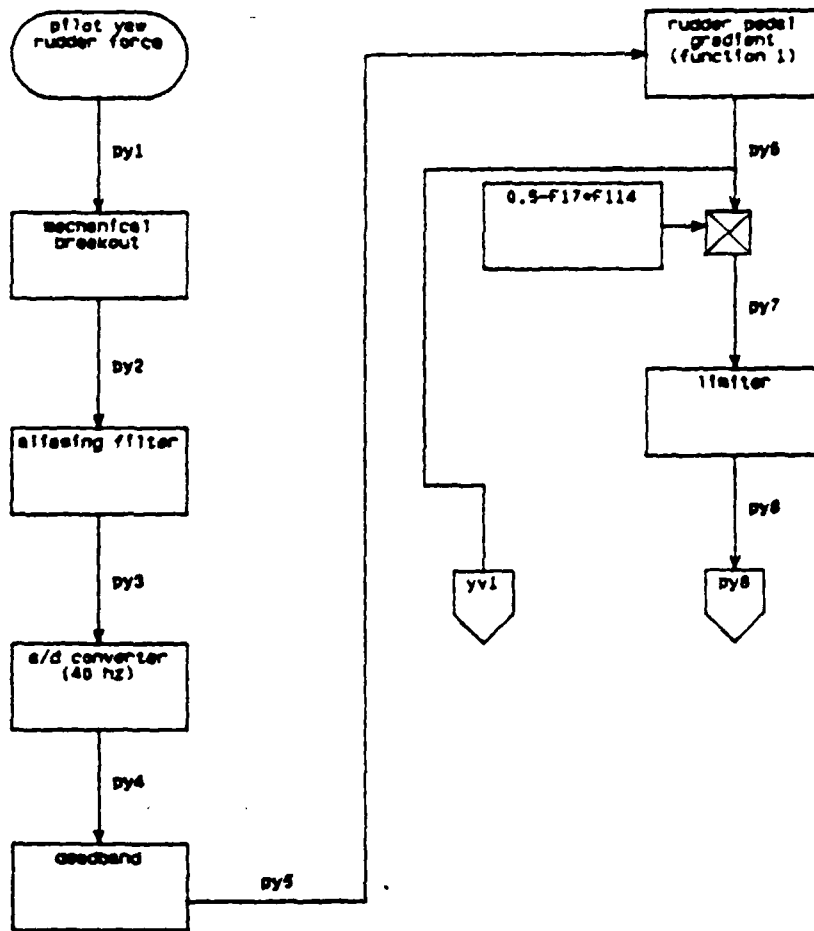 pilot yaw
rudder force
py1
mechanical
breakout
py2
aliasing filter
py3
a/d converter
(40 hz)
py4
deadband
py5
rudder pedal
gradient
(function 1)
py6
0.5-f17*f114
py7
limiter
py8
yv1
py8